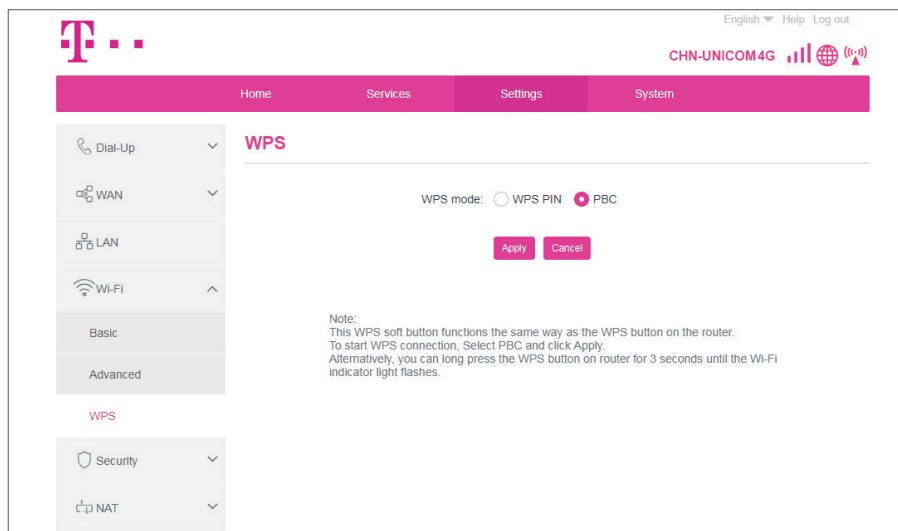 English Help Log out
T
CHN-UNICOM4G
Home Services Settings System
Dial-Up
WPS
WAN
WPS mode: WPS PIN PBC
LAN
Apply Cancel
Wi-Fi
Basic
Advanced
WPS
Security
NAT
Note:
This WPS soft button functions the same way as the WPS button on the router.
To start WPS connection, Select PBC and click Apply.
Alternatively, you can long press the WPS button on router for 3 seconds until the Wi-Fi
indicator light flashes.